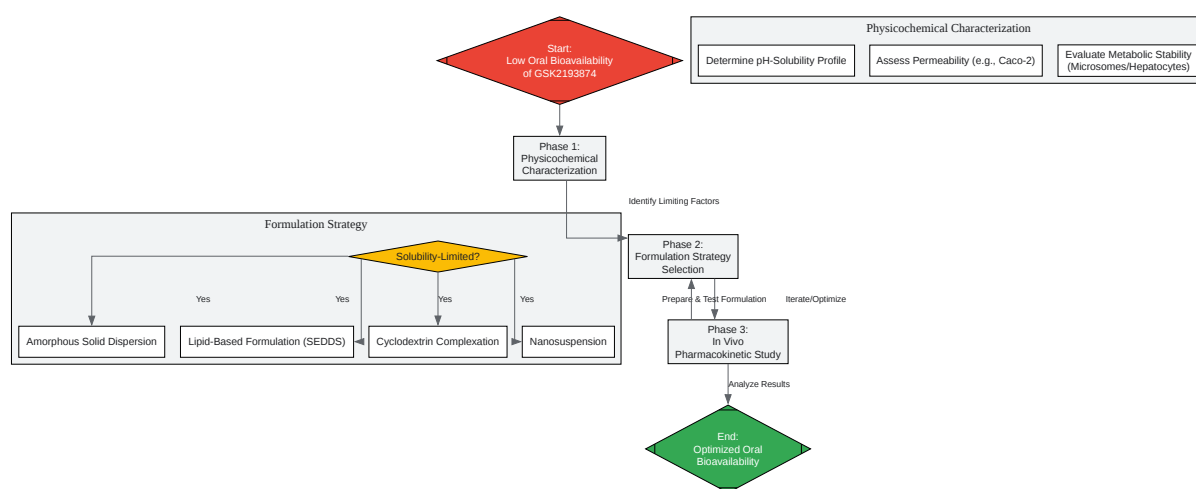 Start:
Low Oral Bioavailability
of GSK2193874
Physicochemical Characterization
Determine pH-Solubility Profile
Assess Permeability (e.g., Caco-2)
Evaluate Metabolic Stability
(Microsomes/Hepatocytes)
Phase 1:
Physicochemical
Characterization
Identify Limiting Factors
Formulation Strategy
Solubility-Limited?
Yes
Yes
Yes
Yes
Amorphous Solid Dispersion
Lipid-Based Formulation (SEDDS)
Cyclodextrin Complexation
Nanosuspension
Phase 2:
Formulation Strategy
Selection
Prepare & Test Formulation
Iterate/Optimize
Phase 3:
In Vivo
Pharmacokinetic Study
Analyze Results
End:
Optimized Oral
Bioavailability